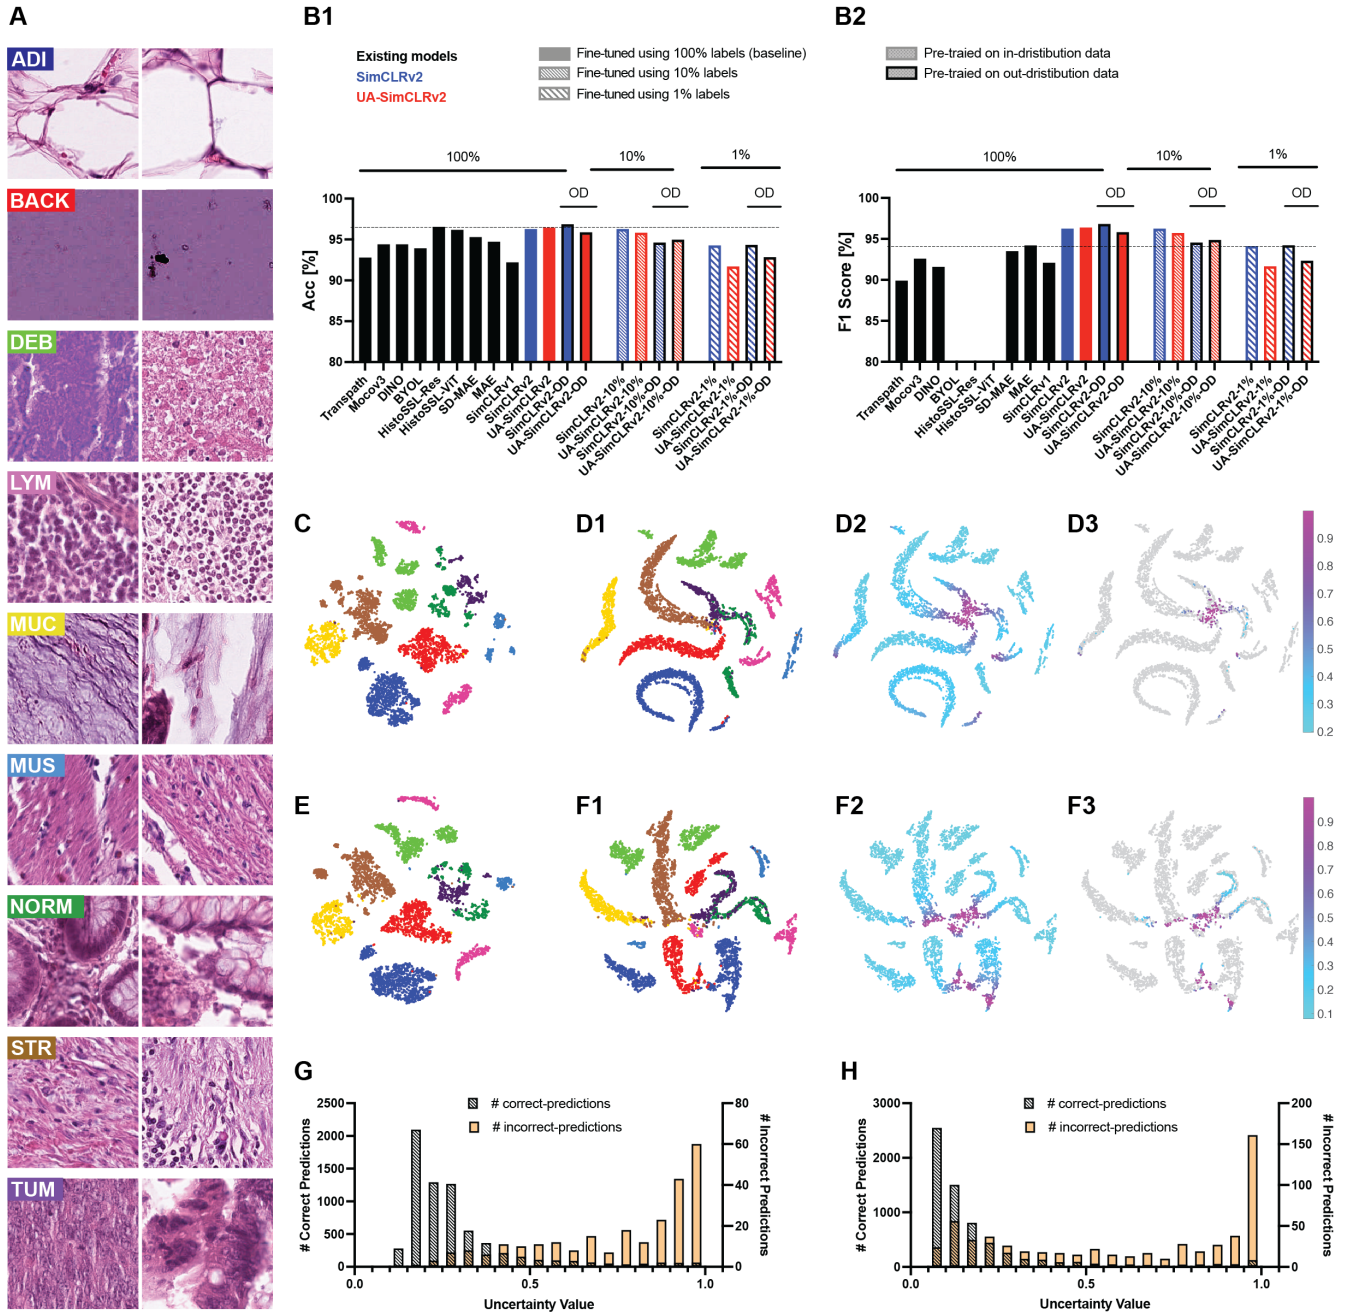 A
ADI
BACK
DEB
LYM
MUC
MUS
NORM
STR
TUM
B1
Existing models
SimCLRv2
UA-SimCLRv2
Fine-tuned using 100% labels (baseline)
Fine-tuned using 10% labels
Fine-tuned using 1% labels
100%
10%
1%
OD
OD
OD
Acc [%]
100
95
90
85
80
Transpath
Mocov3
DINO
BYOL
HistoSSL-Res
HistoSSL-VIT
SD-MAE
MAE
SimCLRv1
SimCLRv2
UA-SimCLRv2
SimCLRv2-OD
UA-SimCLRv2-OD
SimCLRv2-10%
UA-SimCLRv2-10%
SimCLRv2-10%-OD
UA-SimCLRv2-10%-OD
SimCLRv2-1%
UA-SimCLRv2-1%
SimCLRv2-1%-OD
UA-SimCLRv2-1%-OD
B2
Pre-traied on in-dristibution data
Pre-traied on out-dristribution data
100%
10%
1%
OD
OD
OD
F1 Score [%]
100
95
90
85
80
Transpath
Mocov3
DINO
BYOL
HistoSSL-Res
HistoSSL-VIT
SD-MAE
MAE
SimCLRv1
SimCLRv2
UA-SimCLRv2
SimCLRv2-OD
UA-SimCLRv2-OD
SimCLRv2-10%
UA-SimCLRv2-10%
SimCLRv2-10%-OD
UA-SimCLRv2-10%-OD
SimCLRv2-1%
UA-SimCLRv2-1%
SimCLRv2-1%-OD
UA-SimCLRv2-1%-OD
C
D1
D2
D3
0.9
0.8
0.7
0.6
0.5
0.4
0.3
0.2
E
F1
F2
F3
0.9
0.8
0.7
0.6
0.5
0.4
0.3
0.2
0.1
G
# correct-predictions
# incorrect-predictions
# Correct Predictions
2500
2000
1500
1000
500
0
80
60
40
20
0
# Incorrect Predictions
0.0
0.5
1.0
Uncertainty Value
H
# correct-predictions
# incorrect-predictions
# Correct Predictions
3000
2000
1000
0
200
150
100
50
0
# Incorrect Predictions
0.0
0.5
1.0
Uncertainty Value